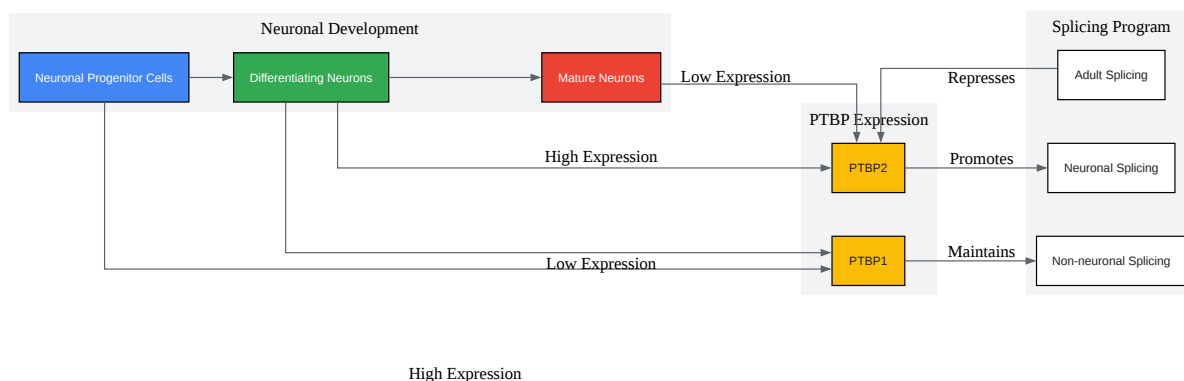 Neuronal Development
Splicing Program
Neuronal Progenitor Cells
Differentiating Neurons
Mature Neurons
Low Expression
Represses
Adult Splicing
PTBP Expression
High Expression
PTBP2
Promotes
Neuronal Splicing
Low Expression
PTBP1
Maintains
Non-neuronal Splicing
High Expression